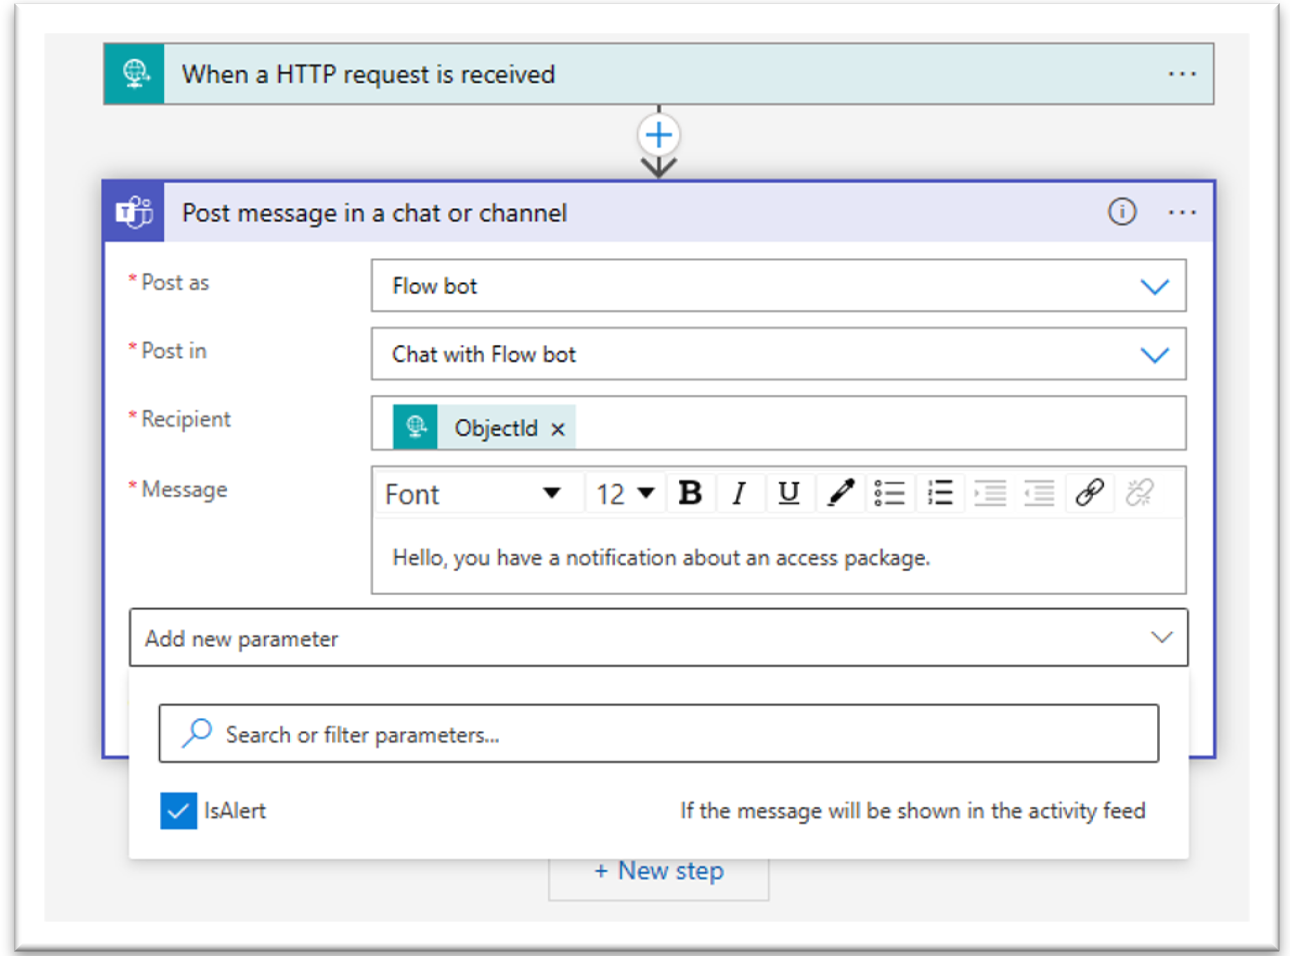 When a HTTP request is received
Post message in a chat or channel
* Post as
Flow bot
* Post in
Chat with Flow bot
* Recipient
ObjectId ×
* Message
Font 12 B I U
Hello, you have a notification about an access package.
Add new parameter
Search or filter parameters...
IsAlert If the message will be shown in the activity feed
+ New step